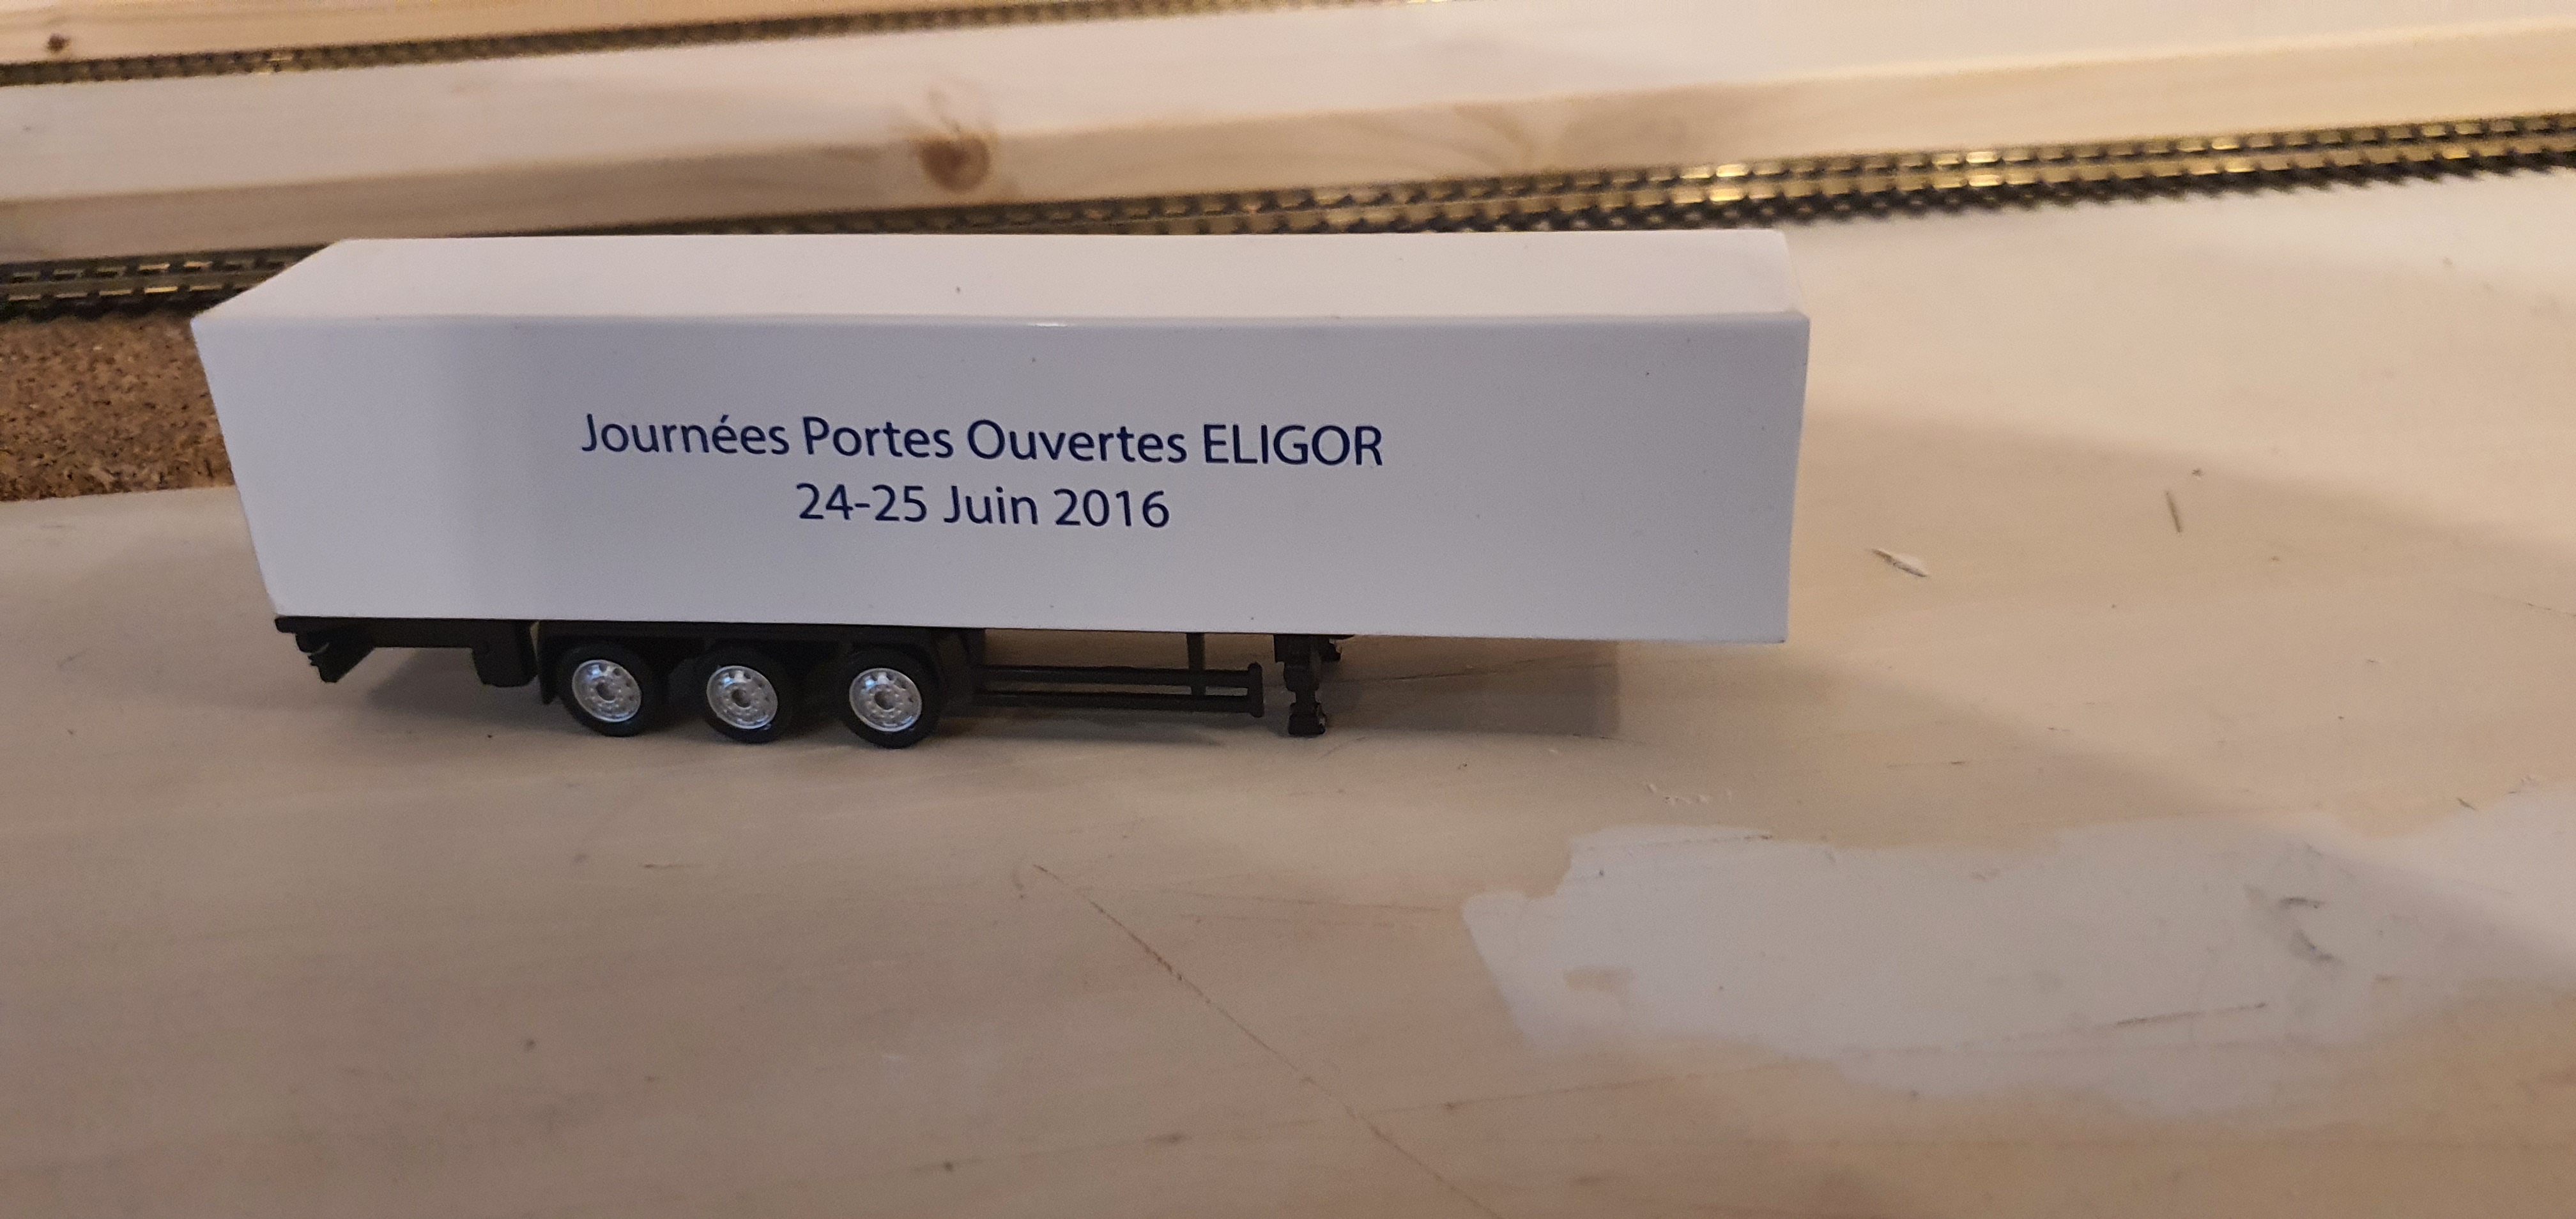 Journées Portes Ouvertes ELIGOR
24-25 Juin 2016